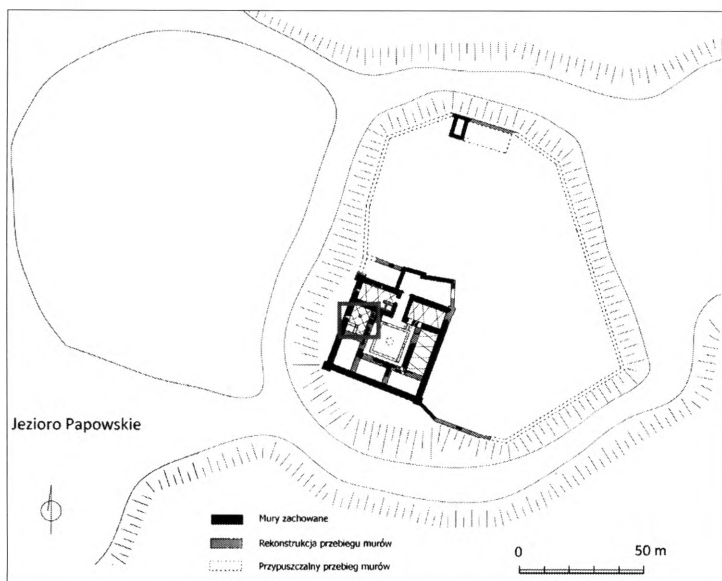 Jezioro Papowskie
Mury zachowane
Rekonstrukcja przebiegu murów
Przypuszczalny przebieg murów
0 50 m